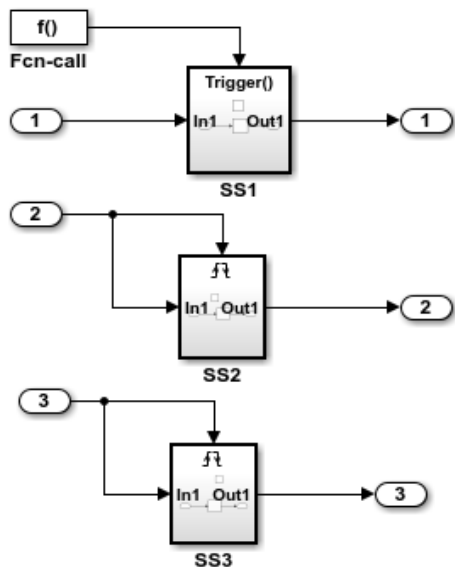 f()
Fcn-call
Trigger()
1
In1 Out1
1
SS1
2
In1 Out1
2
SS2
3
In1 Out1
3
SS3